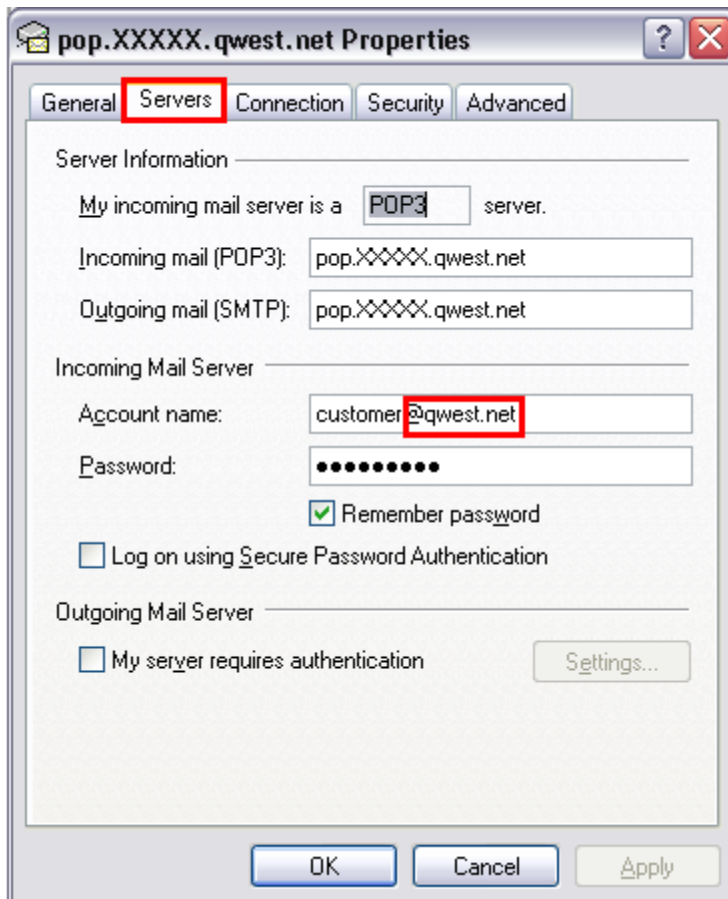 pop.XXXXX.qwest.net Properties
General Servers Connection Security Advanced
Server Information
My incoming mail server is a POP3 server.
Incoming mail (POP3): pop.XXXXX.qwest.net
Outgoing mail (SMTP): pop.XXXXX.qwest.net
Incoming Mail Server
Account name: customer@qwest.net
Password: ●●●●●●●●●
Remember password
Log on using Secure Password Authentication
Outgoing Mail Server
My server requires authentication Settings...
OK Cancel Apply